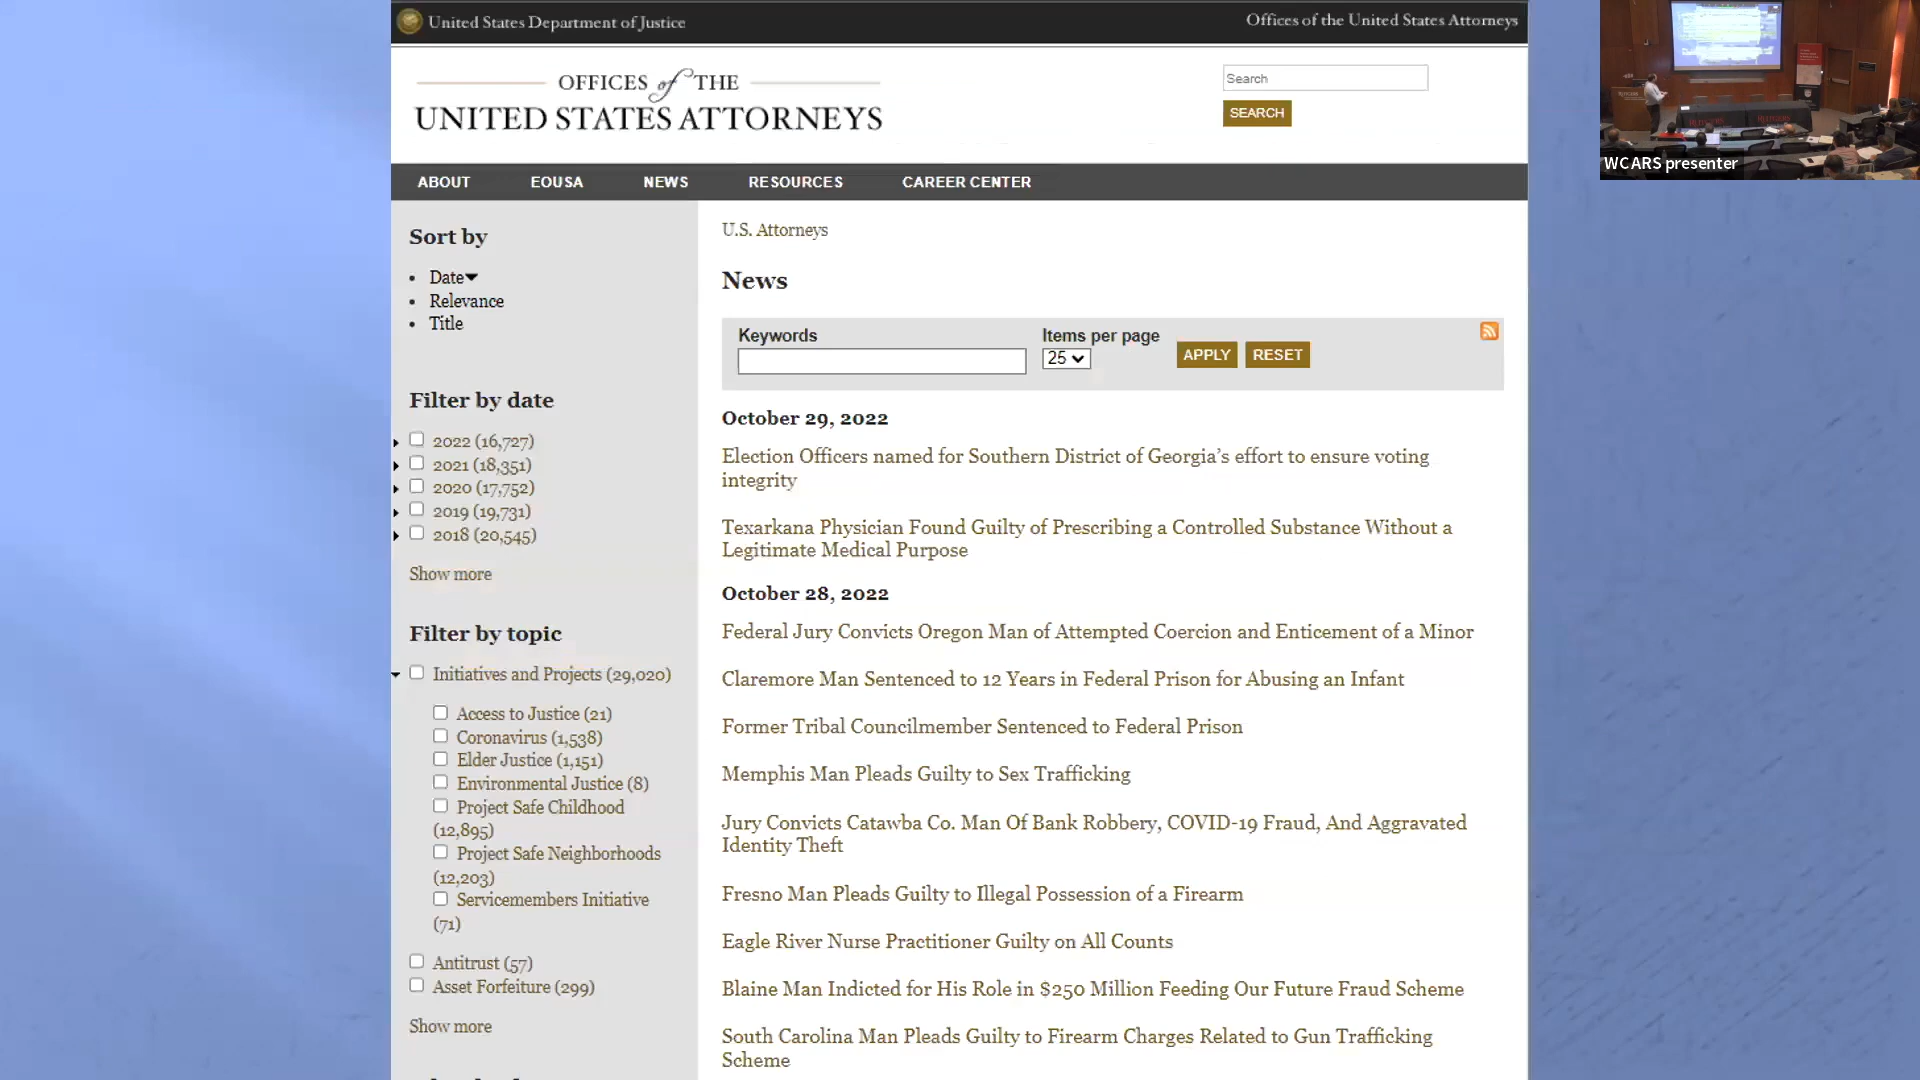 United States Department of Justice
Offices of the United States Attorneys
OFFICES of THE
UNITED STATES ATTORNEYS
Search
SEARCH
WCARS presenter
ABOUT EOUSA NEWS RESOURCES CAREER CENTER
Sort by
Date
Relevance
Title
Filter by date
2022 (16,727)
2021 (18,351)
2020 (17,752)
2019 (19,731)
2018 (20,545)
Show more
Filter by topic
Initiatives and Projects (29,020)
Access to Justice (21)
Coronavirus (1,538)
Elder Justice (1,151)
Environmental Justice (8)
Project Safe Childhood
(12,895)
Project Safe Neighborhoods
(12,203)
Servicemembers Initiative
(71)
Antitrust (57)
Asset Forfeiture (299)
Show more
U.S. Attorneys
News
Keywords
Items per page
25
APPLY RESET
October 29, 2022
Election Officers named for Southern District of Georgia's effort to ensure voting
integrity
Texarkana Physician Found Guilty of Prescribing a Controlled Substance Without a
Legitimate Medical Purpose
October 28, 2022
Federal Jury Convicts Oregon Man of Attempted Coercion and Enticement of a Minor
Claremore Man Sentenced to 12 Years in Federal Prison for Abusing an Infant
Former Tribal Councilmember Sentenced to Federal Prison
Memphis Man Pleads Guilty to Sex Trafficking
Jury Convicts Catawba Co. Man Of Bank Robbery, COVID-19 Fraud, And Aggravated
Identity Theft
Fresno Man Pleads Guilty to Illegal Possession of a Firearm
Eagle River Nurse Practitioner Guilty on All Counts
Blaine Man Indicted for His Role in $250 Million Feeding Our Future Fraud Scheme
South Carolina Man Pleads Guilty to Firearm Charges Related to Gun Trafficking
Scheme